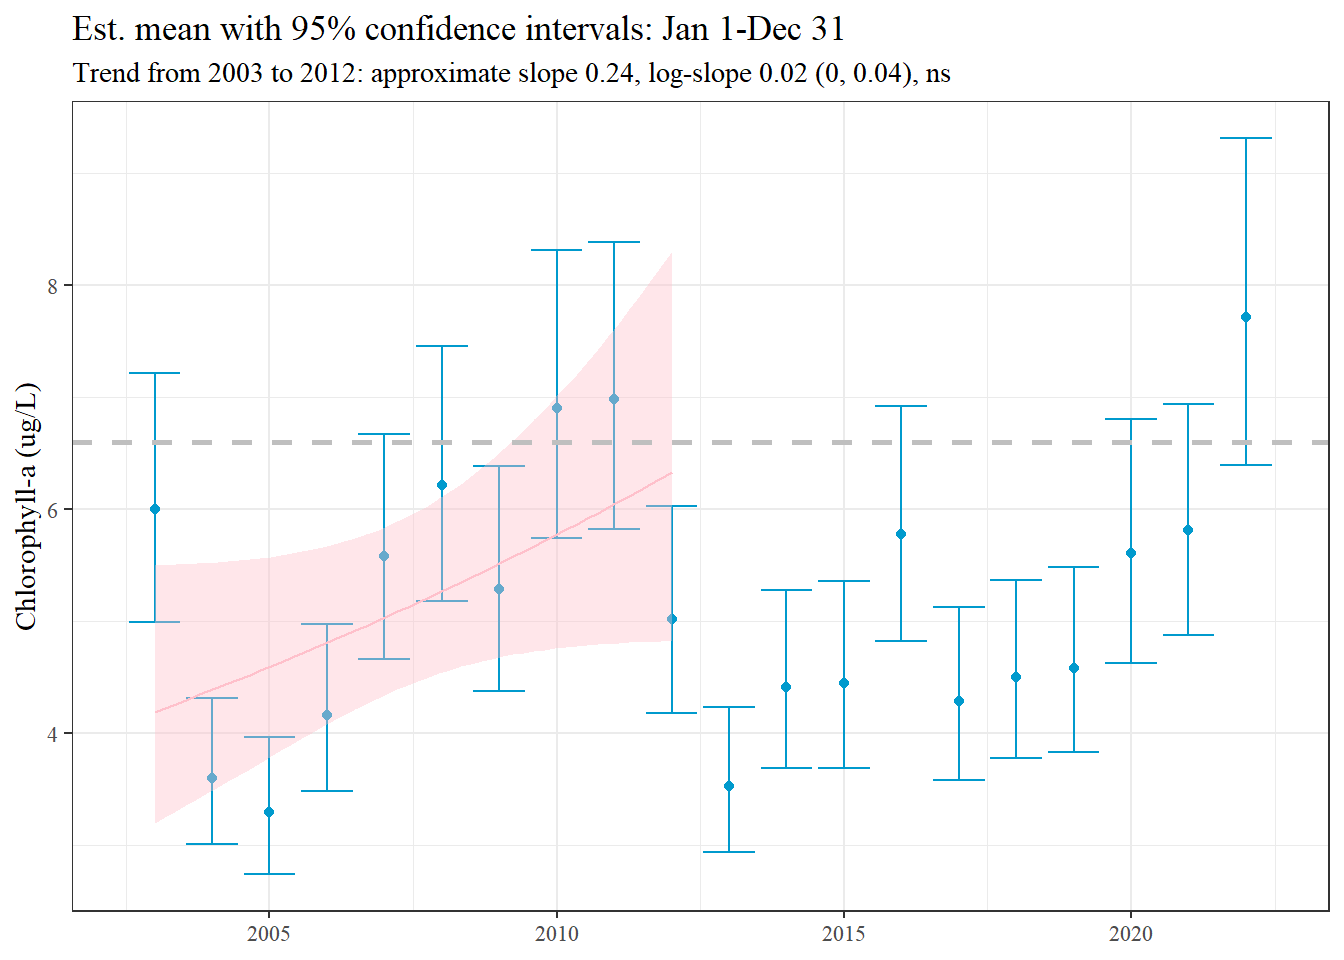 Est. mean with 95% confidence intervals: Jan 1-Dec 31
Trend from 2003 to 2012: approximate slope 0.24, log-slope 0.02 (0, 0.04), ns
Chlorophyll-a (ug/L)
8
6
4
2005
2010
2015
2020